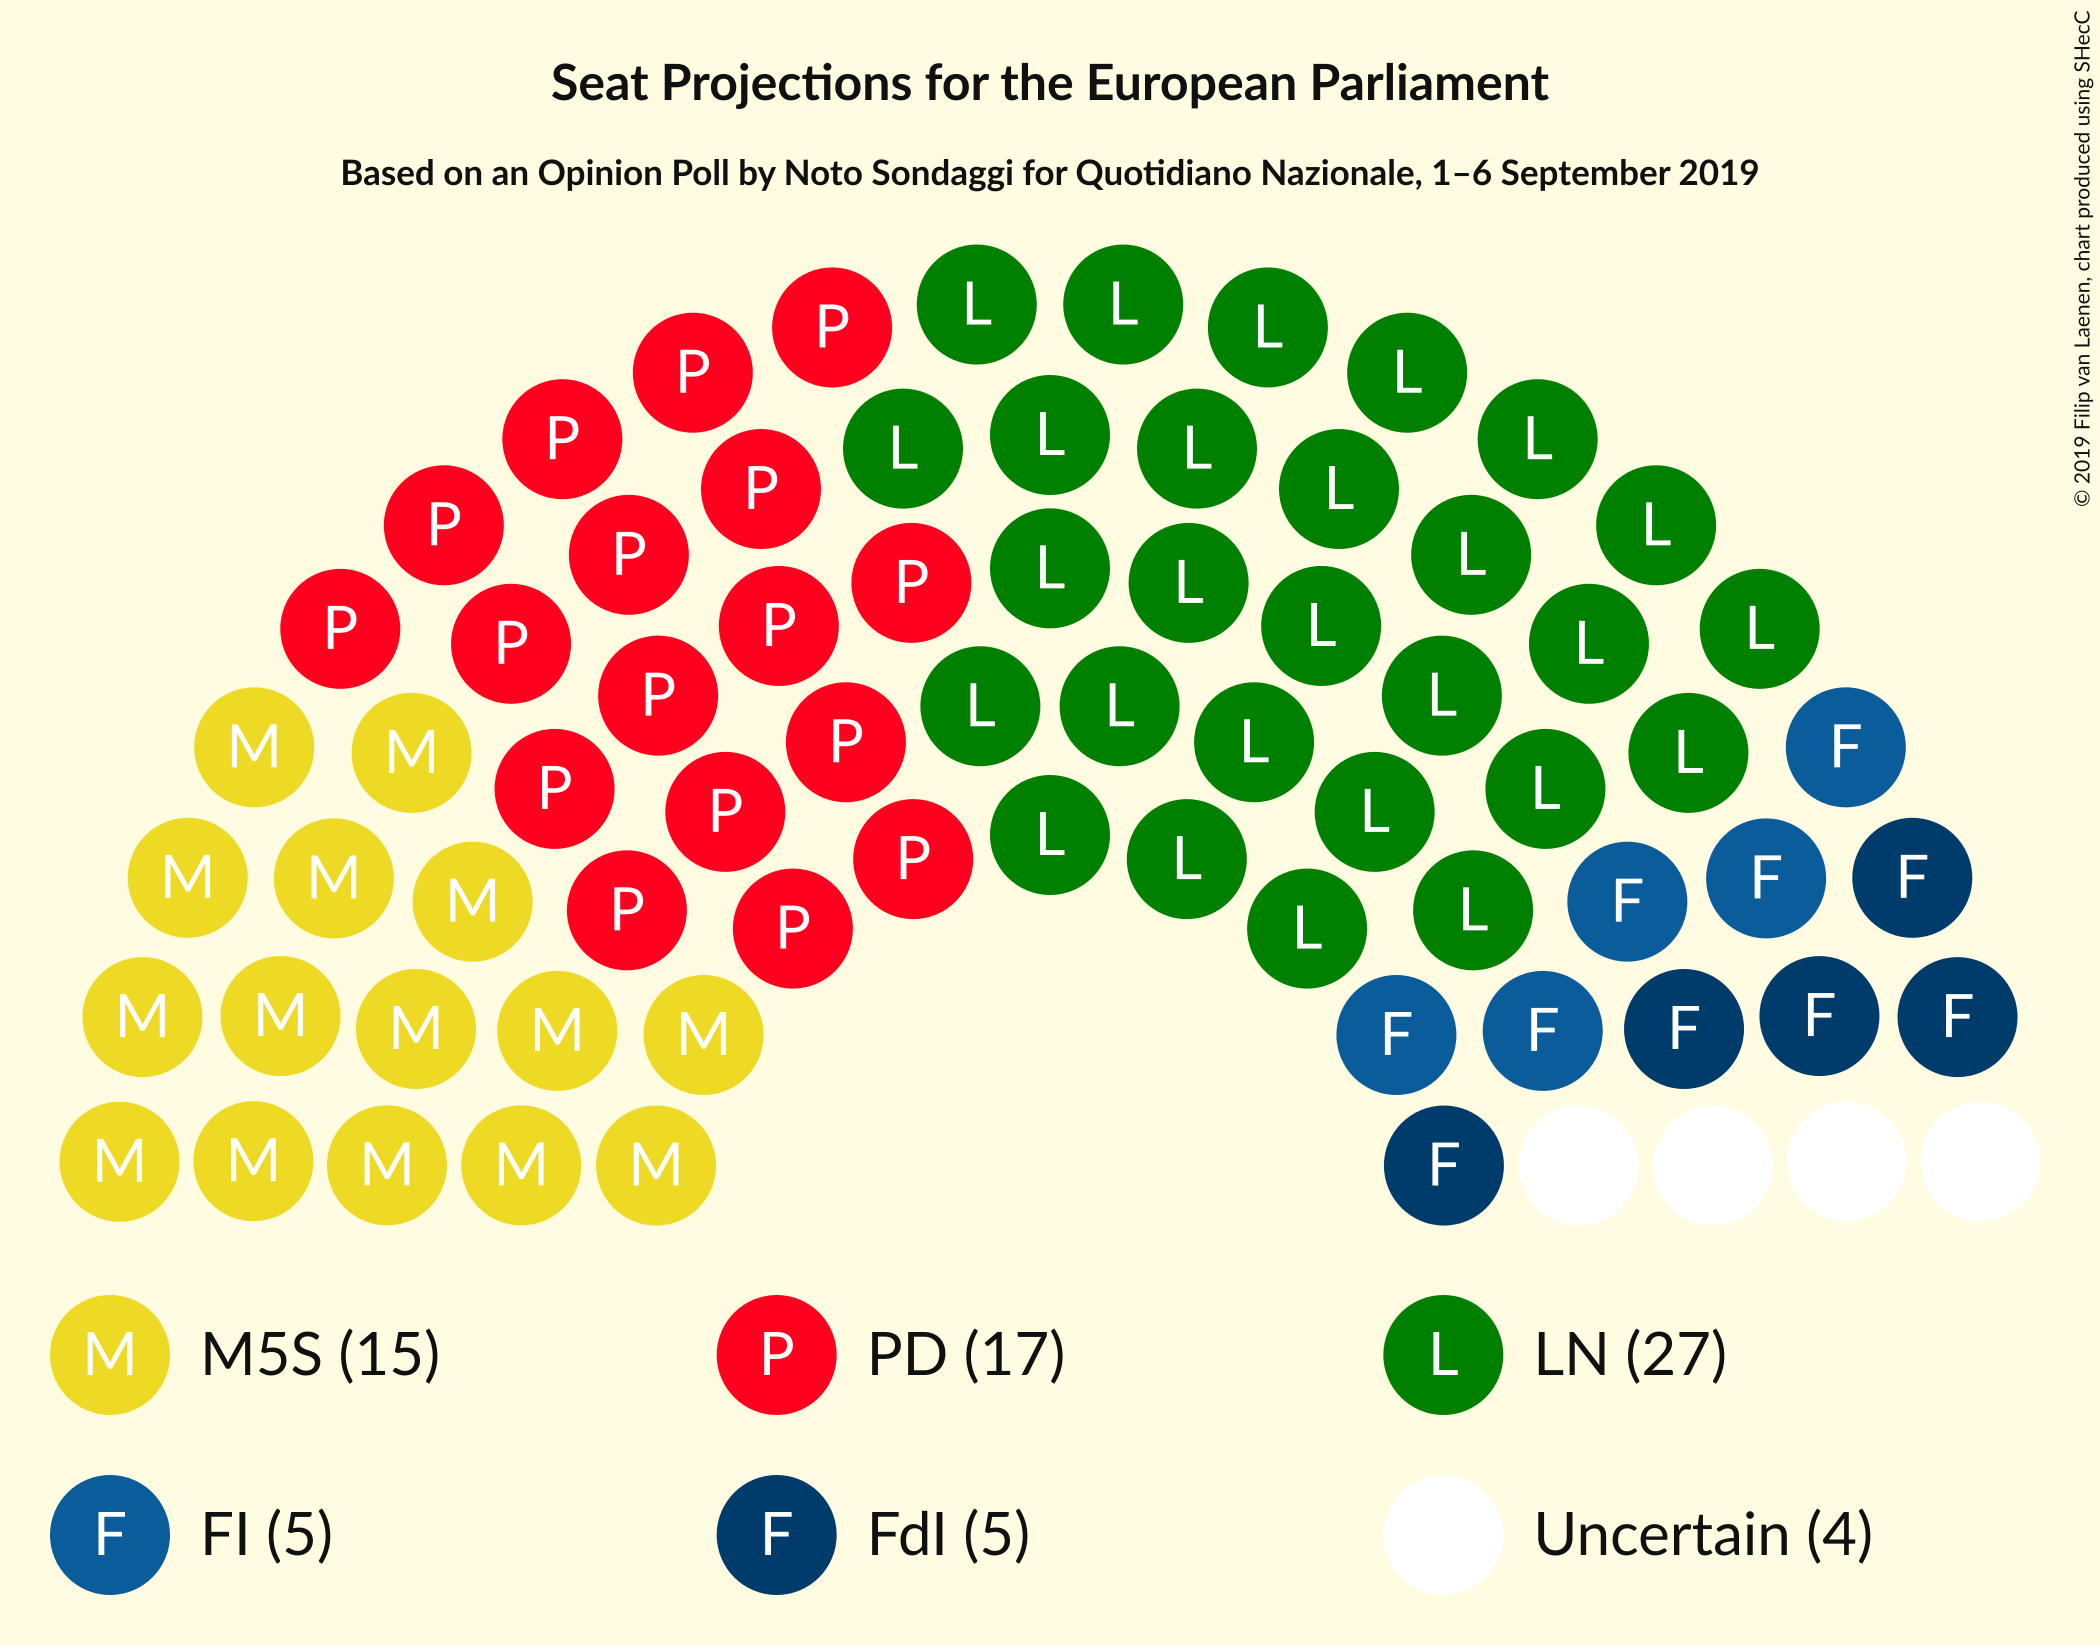 Seat Projections for the European Parliament
Based on an Opinion Poll by Noto Sondaggi for Quotidiano Nazionale, 1–6 September 2019
© 2019 Filip van Laenen, chart produced using SHecC
L L
P L
P L
P L
P L
P L
M F
M F
M F
M
L
L L
P L
P L
P L
M L
M F
M F
M
L
P L
P L
P L
P L
M F
M F
M
L L
P L
P L
P L
M F
M
L
P L
P L
M F
M F
M M5S (15)
P PD (17)
L LN (27)
F FI (5)
F FdI (5)
Uncertain (4)